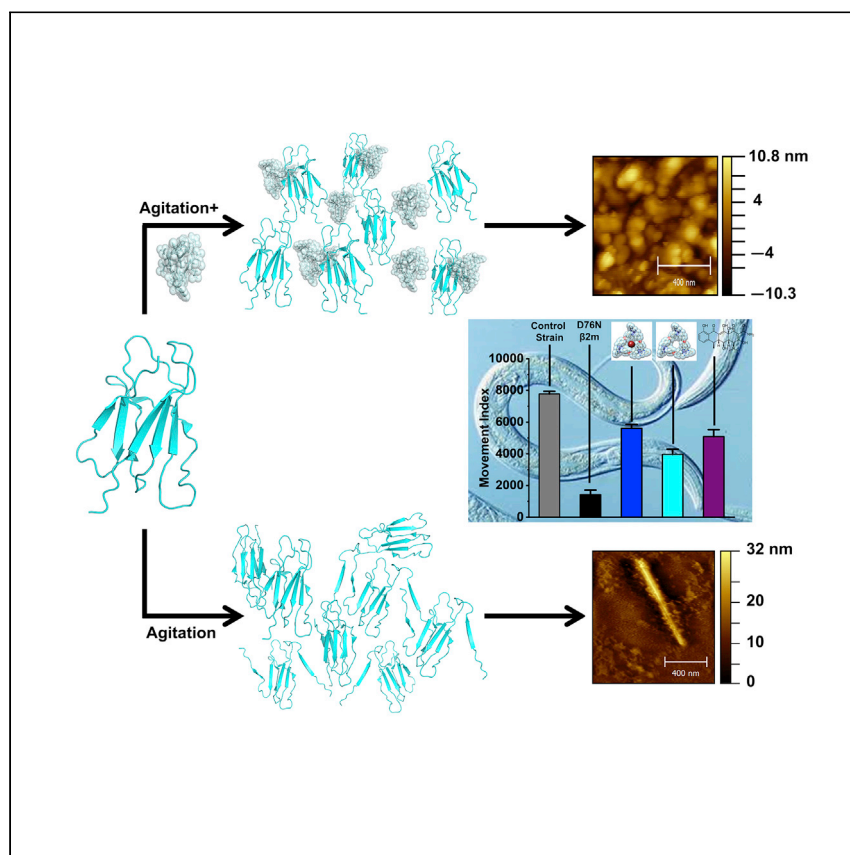 Agitation+
10.8 nm
4
−4
−10.3
400 nm
Control
Strain
D76N
β2m
Movement Index
10000
8000
6000
4000
2000
0
Agitation
32 nm
20
10
0
400 nm